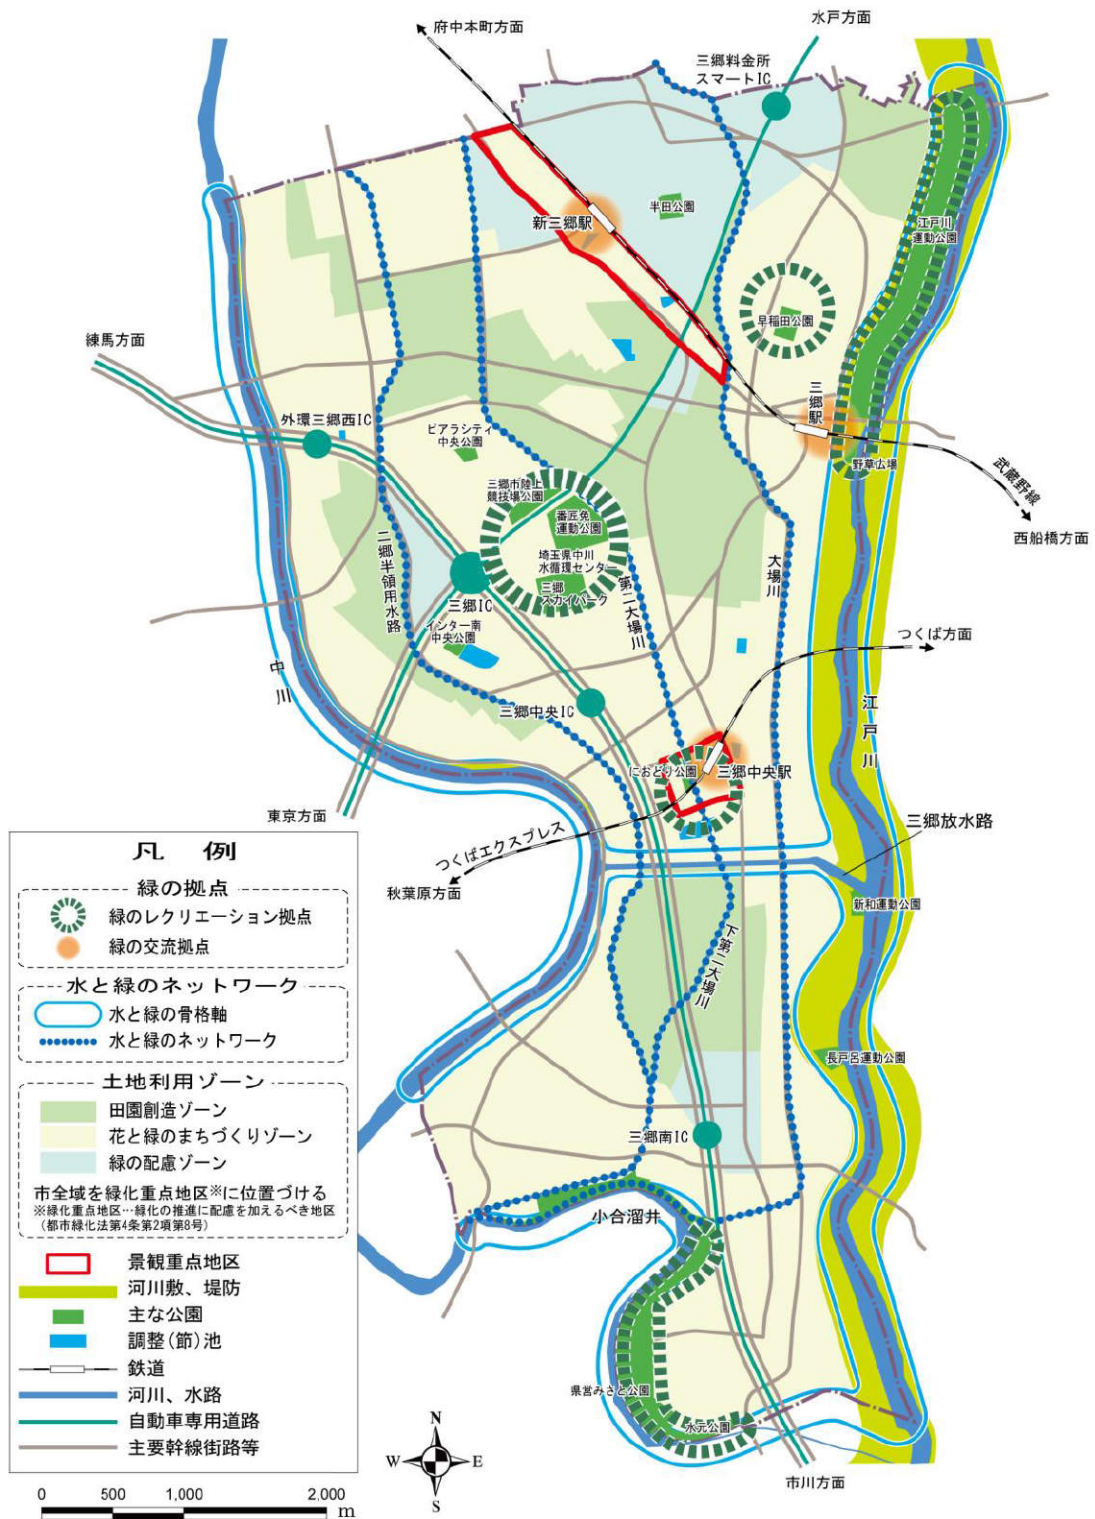 府中本町方面
水戸方面
三郷料金所
スマートIC
新三郷駅
半田公園
江戸川
運動公園
早稲田公園
練馬方面
外環三郷西IC
三郷駅
ピアラシティ
中央公園
野草広場
武蔵野線
西船橋方面
三郷市陸上
競技場公園
番匠免
運動公園
埼玉県中川
水循環センター
三郷
スカイパーク
二郷半領用水路
三郷IC
第二大場川
大場川
インター南
中央公園
つくば方面
中川
三郷中央IC
江戸川
におどり公園
三郷中央駅
東京方面
三郷放水路
つくばエクスプレス
秋葉原方面
新和運動公園
下第二大場川
長戸呂運動公園
三郷南IC
小合溜井
県営みさと公園
水元公園
市川方面
凡 例
緑の拠点
緑のレクリエーション拠点
緑の交流拠点
水と緑のネットワーク
水と緑の骨格軸
水と緑のネットワーク
土地利用ゾーン
田園創造ゾーン
花と緑のまちづくりゾーン
緑の配慮ゾーン
市全域を緑化重点地区※に位置づける
※緑化重点地区…緑化の推進に配慮を加えるべき地区
(都市緑化法第4条第2項第8号)
景観重点地区
河川敷、堤防
主な公園
調整(節)池
鉄道
河川、水路
自動車専用道路
主要幹線街路等
N
W E
S
0 500 1,000 2,000
m